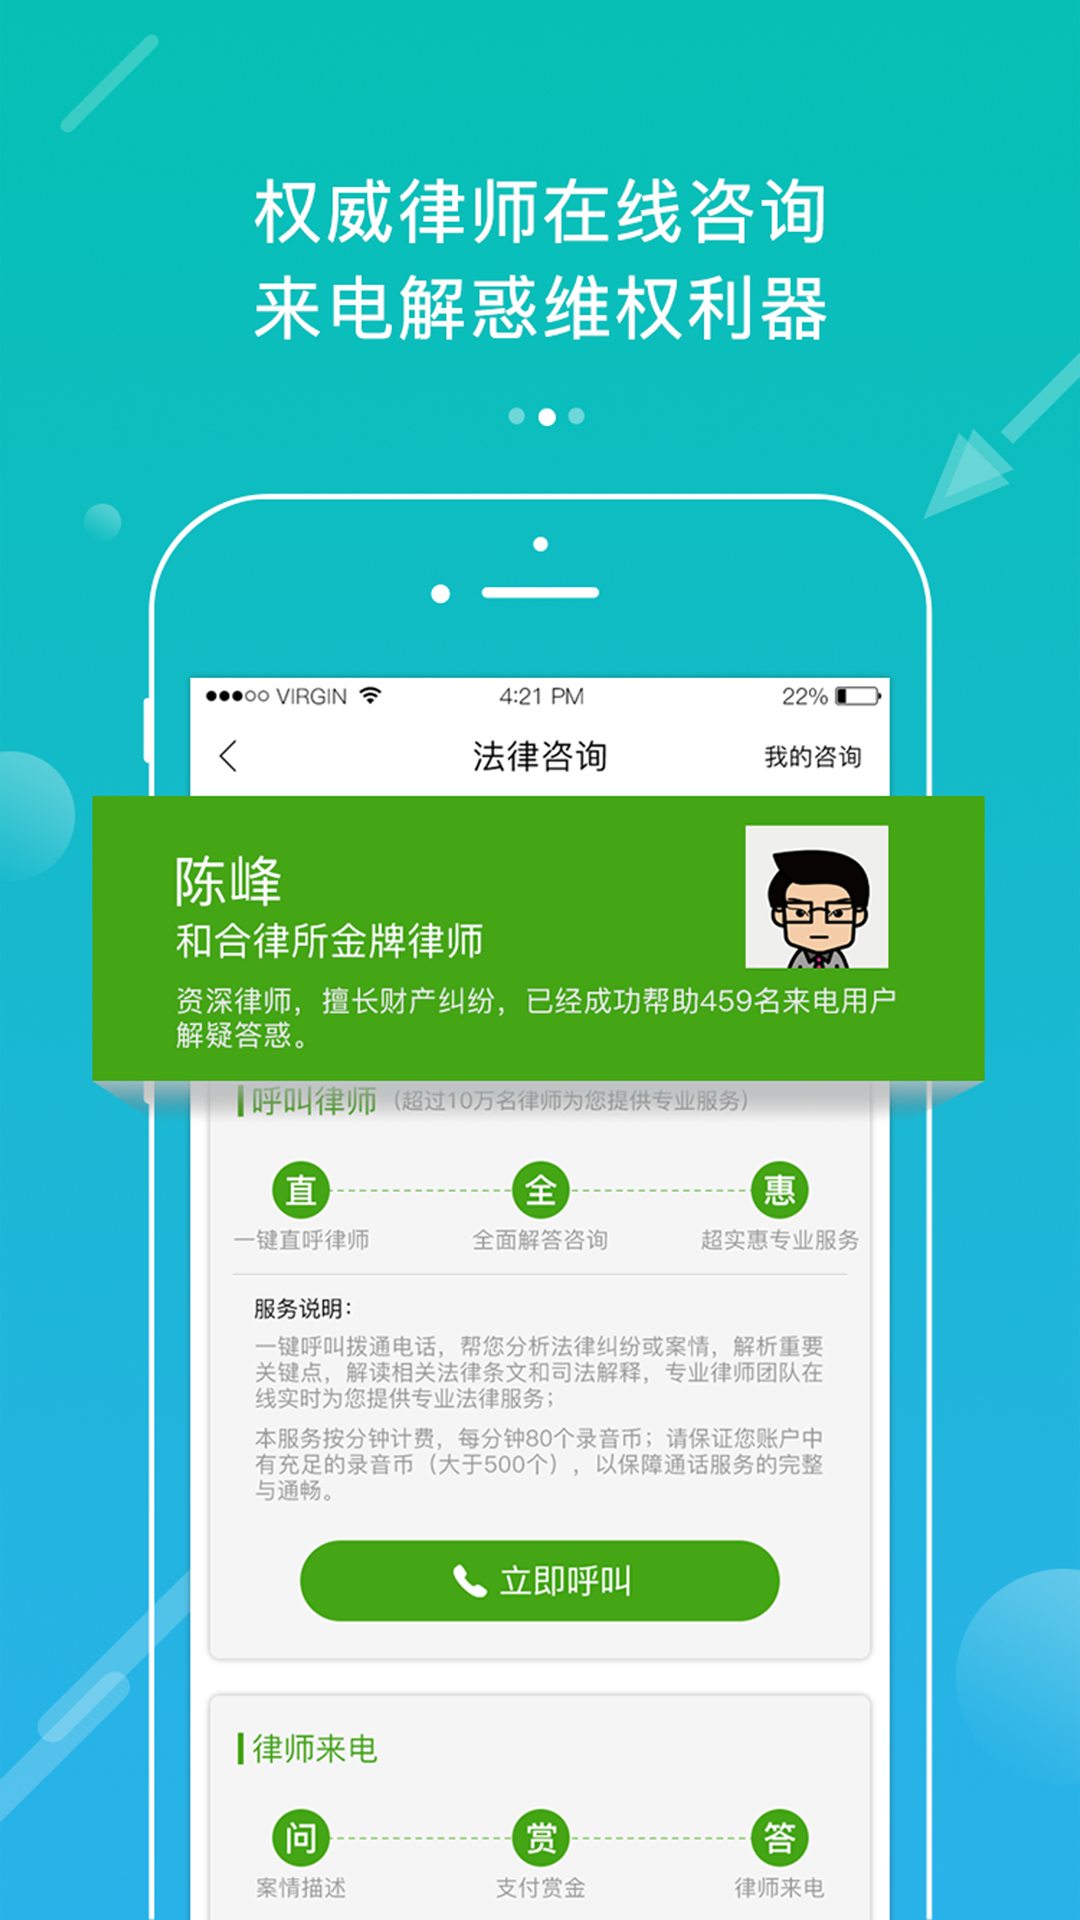 权威律师在线咨询
来电解惑维权利器
VIRGIN 4:21 PM 22%
法律咨询 我的咨询
陈峰
和合律所金牌律师
资深律师，擅长财产纠纷，已经成功帮助459名来电用户
解疑答惑。
呼叫律师（超过10万名律师为您提供专业服务）
直 全 惠
一键直呼律师 全面解答咨询 超实惠专业服务
服务说明：
一键呼叫拨通电话，帮您分析法律纠纷或案情，解析重要
关键点，解读相关法律条文和司法解释，专业律师团队在
线实时为您提供专业法律服务；
本服务按分钟计费，每分钟80个录音币；请保证您账户中
有充足的录音币（大于500个），以保障通话服务的完整
与通畅。
立即呼叫
律师来电
问 赏 答
案情描述 支付赏金 律师来电